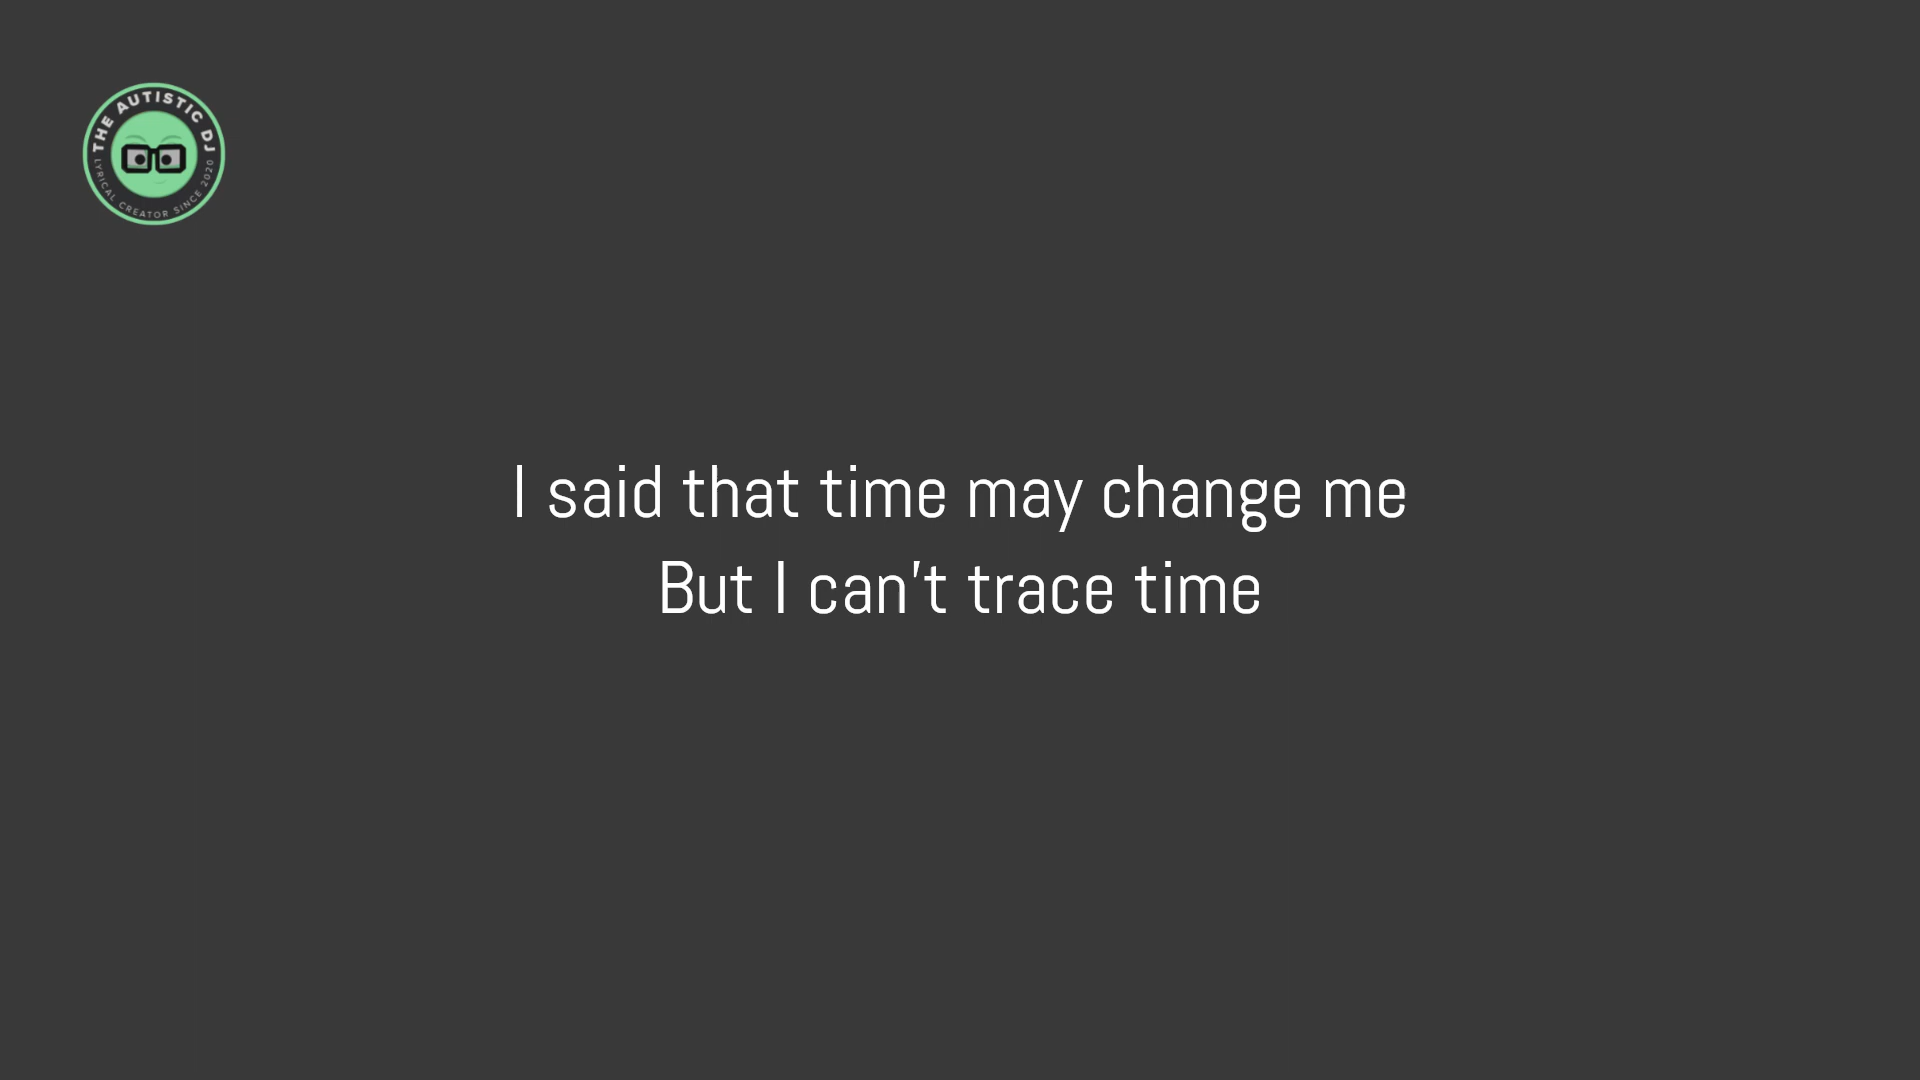 THE AUTISTIC DJ
LYRICAL CREATOR SINCE 2020
I said that time may change me
But I can't trace time